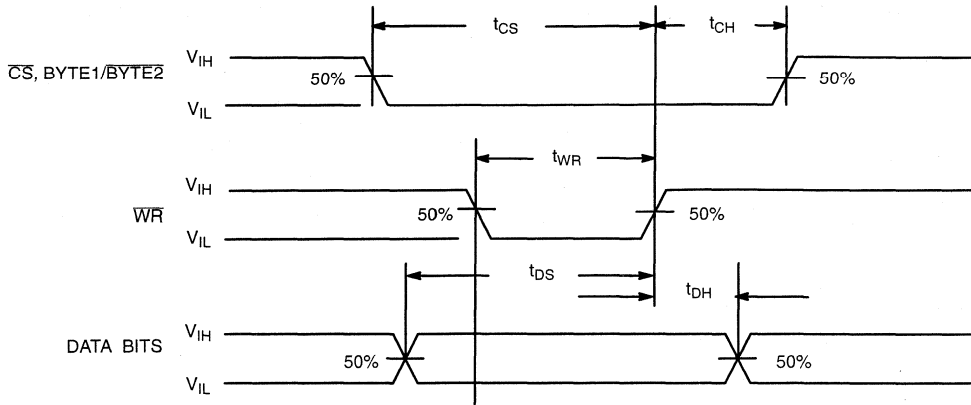 tCS
tCH
VIH
CS, BYTE1/BYTE2
50%
50%
VIL
tWR
VIH
WR
50%
50%
VIL
tDS
tDH
VIH
DATA BITS
50%
50%
VIL